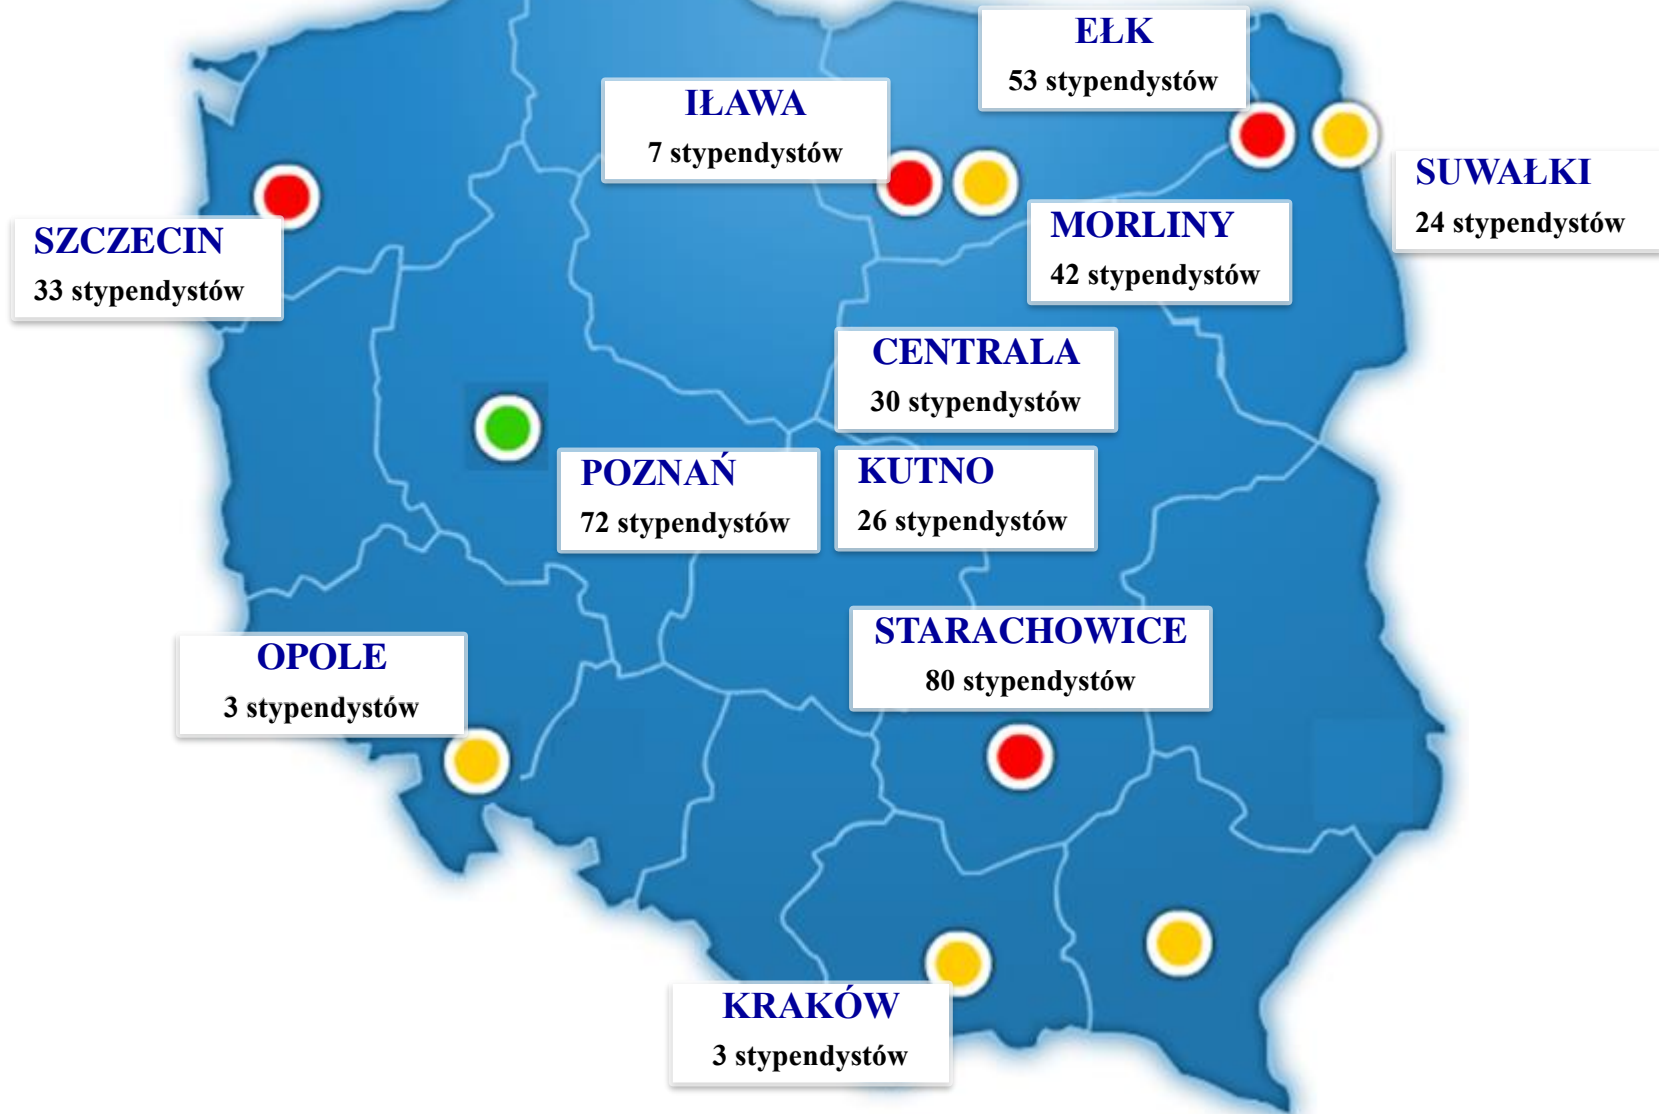 EŁK
53 stypendystów
IŁAWA
7 stypendystów
SUWAŁKI
24 stypendystów
MORLINY
42 stypendystów
SZCZECIN
33 stypendystów
CENTRALA
30 stypendystów
POZNAŃ
72 stypendystów
KUTNO
26 stypendystów
STARACHOWICE
80 stypendystów
OPOLE
3 stypendystów
KRAKÓW
3 stypendystów